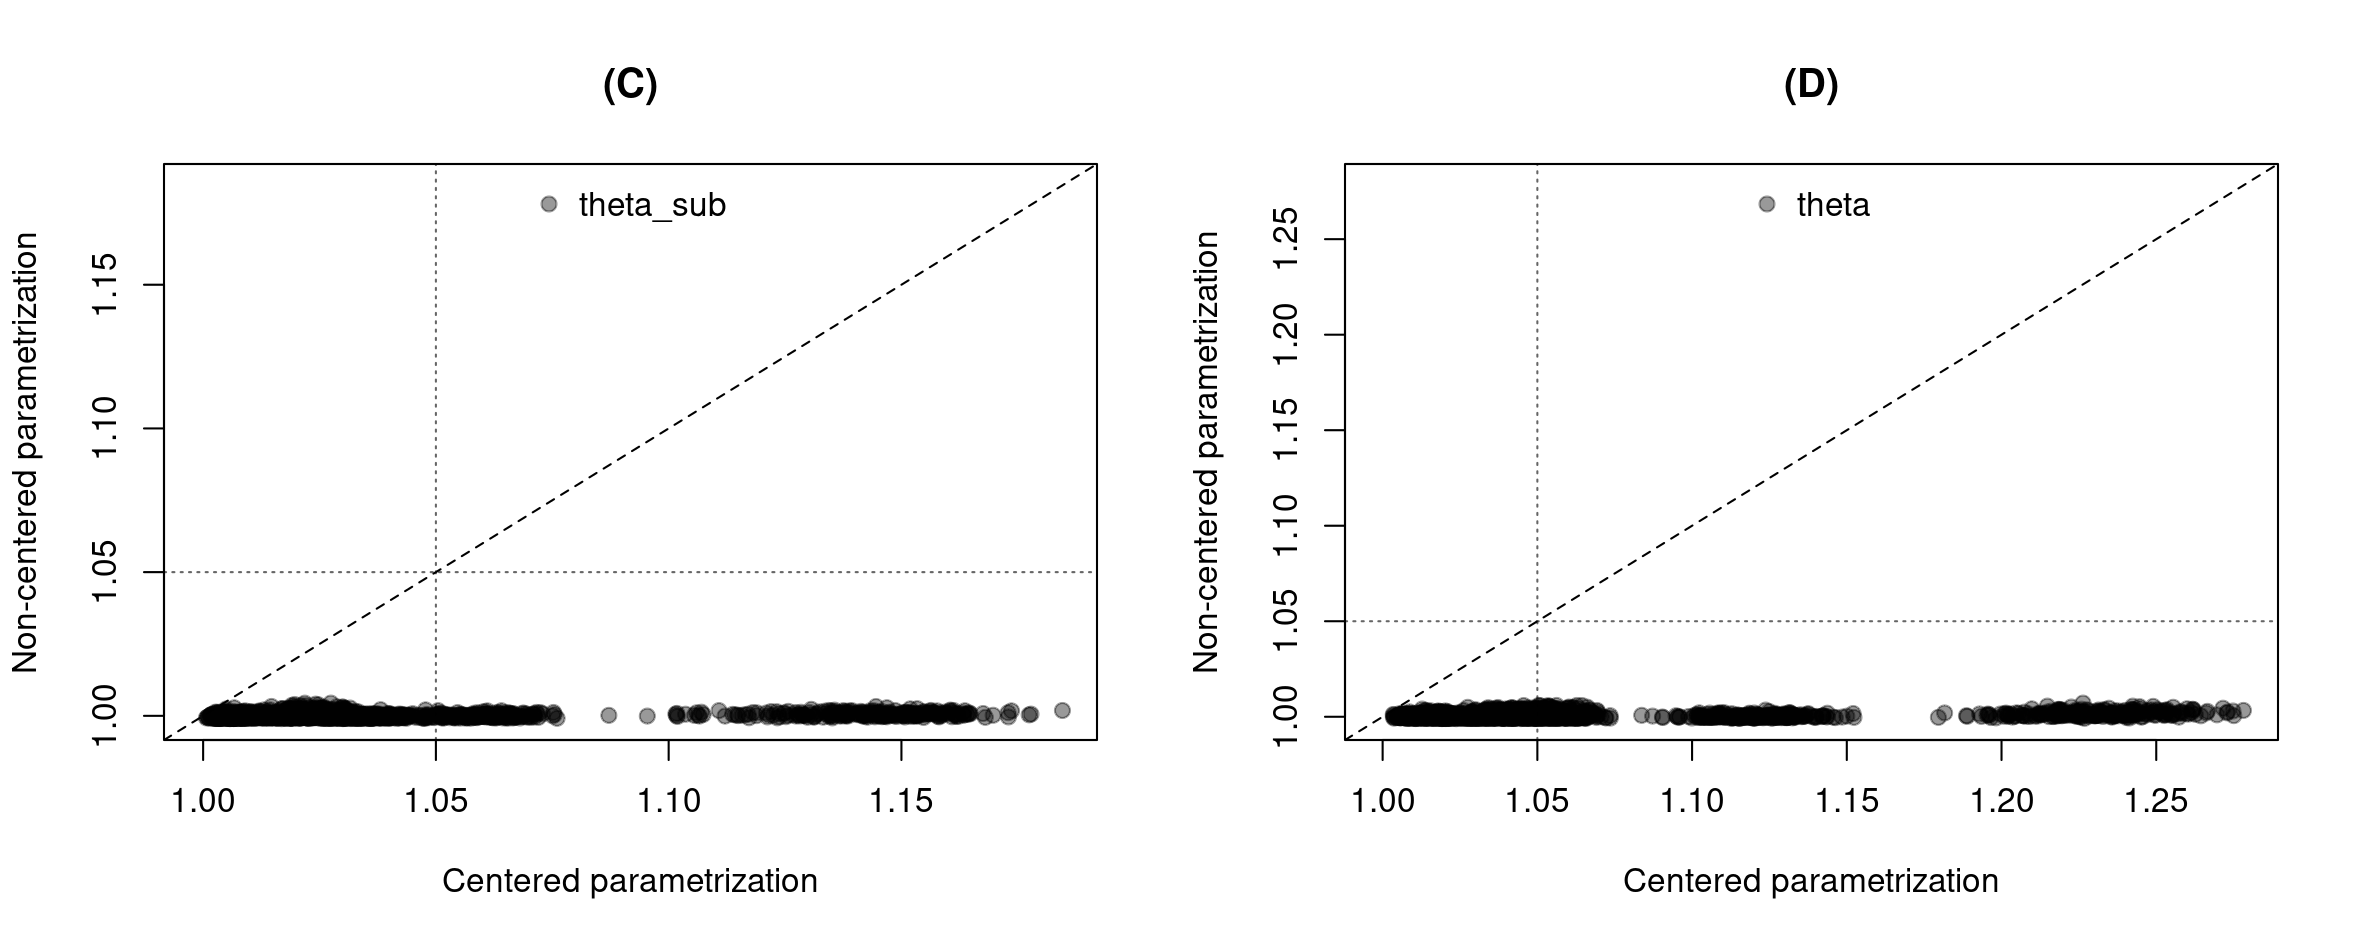 (C)
theta_sub
Non-centered parametrization
1.15
1.10
1.05
1.00
1.00 1.05 1.10 1.15
Centered parametrization
(D)
theta
Non-centered parametrization
1.25
1.20
1.15
1.10
1.05
1.00
1.00 1.05 1.10 1.15 1.20 1.25
Centered parametrization